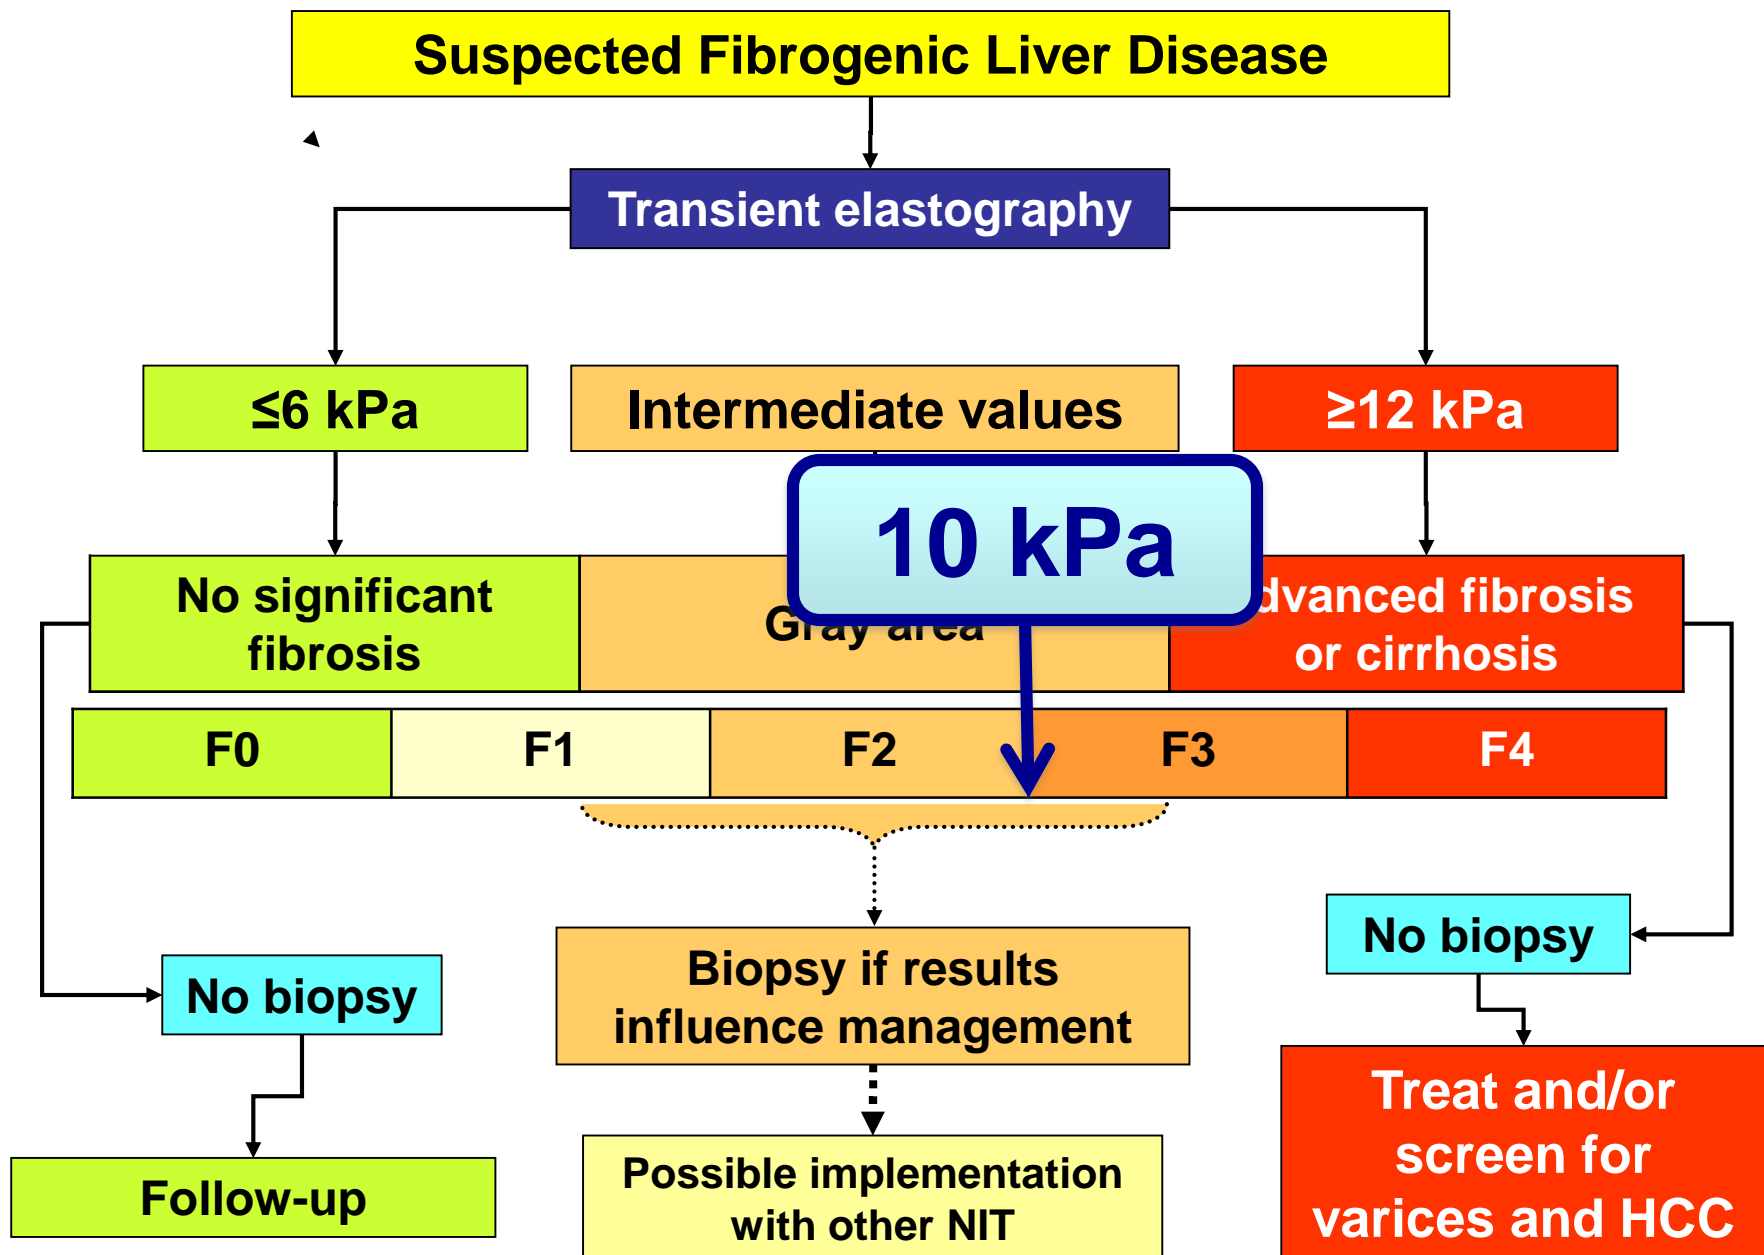 Suspected Fibrogenic Liver Disease
Transient elastography
≤6 kPa
Intermediate values
≥12 kPa
10 kPa
No significant
fibrosis
Gray area
dvanced fibrosis
or cirrhosis
F0
F1
F2
F3
F4
No biopsy
Biopsy if results
influence management
No biopsy
Follow-up
Possible implementation
with other NIT
Treat and/or
screen for
varices and HCC